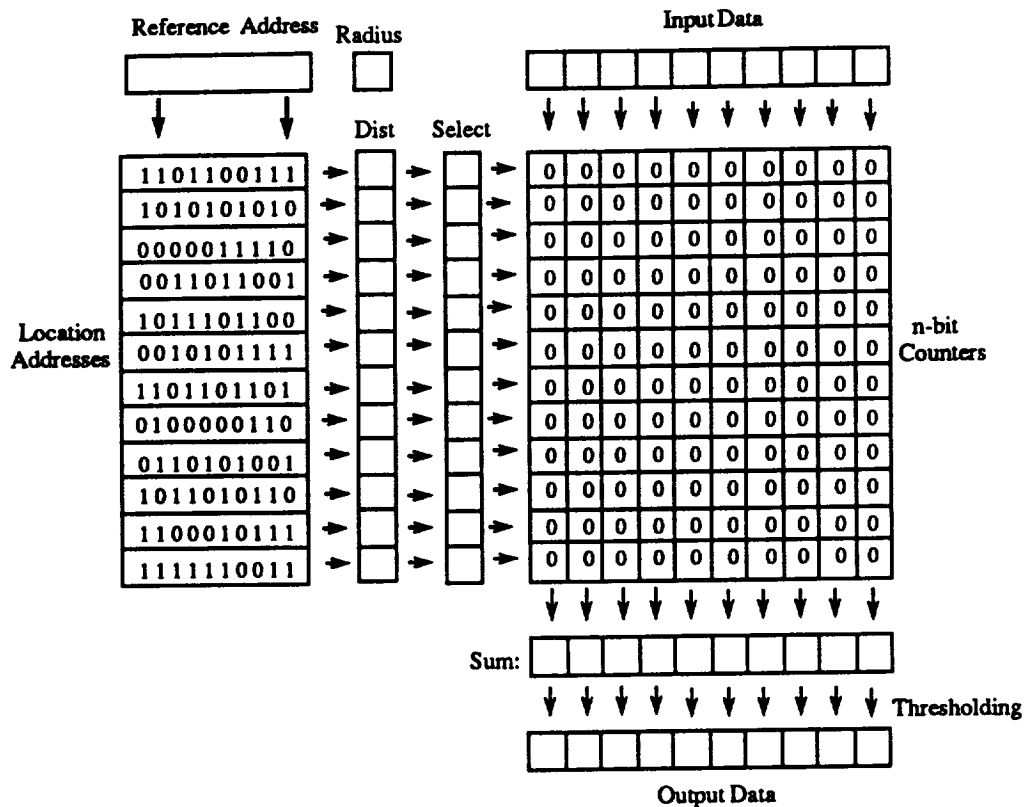 Reference Address
Radius
Input Data
Dist
Select
1101100111 0 0 0 0 0 0 0 0 0 0
1010101010 0 0 0 0 0 0 0 0 0 0
0000011110 0 0 0 0 0 0 0 0 0 0
0011011001 0 0 0 0 0 0 0 0 0 0
1011101100 0 0 0 0 0 0 0 0 0 0
0010101111 0 0 0 0 0 0 0 0 0 0
1101101101 0 0 0 0 0 0 0 0 0 0
0100000110 0 0 0 0 0 0 0 0 0 0
0110101001 0 0 0 0 0 0 0 0 0 0
1011010110 0 0 0 0 0 0 0 0 0 0
1100010111 0 0 0 0 0 0 0 0 0 0
1111110011 0 0 0 0 0 0 0 0 0 0
Location
Addresses
n-bit
Counters
Sum:
Thresholding
Output Data